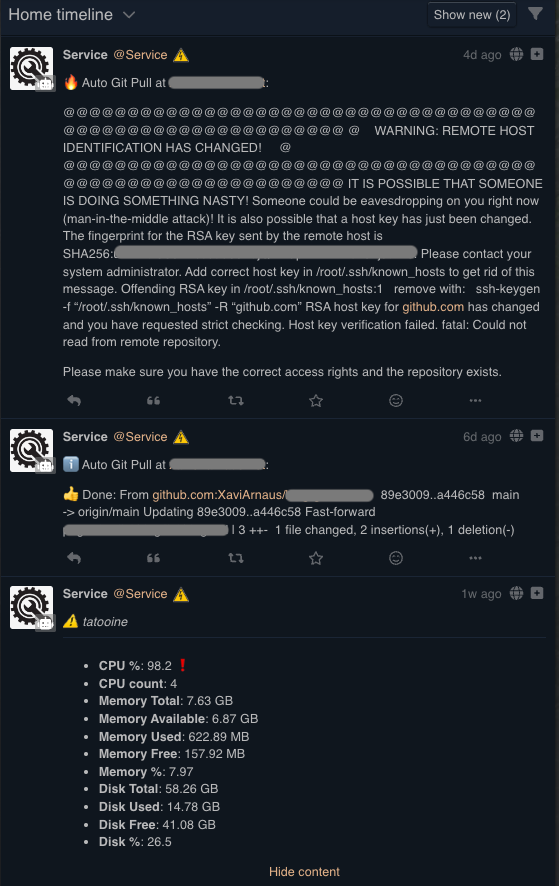 Home timeline
Show new (2)
Service @Service
4d ago
Auto Git Pull at :
@@@@@@@@@@@@@@@@@@@@@@@@@@@@@@@@@@@@@
@@@@@@@@@@@@@@@@@@@@@@ @ WARNING: REMOTE HOST
IDENTIFICATION HAS CHANGED! @
@@@@@@@@@@@@@@@@@@@@@@@@@@@@@@@@@@@@@
@@@@@@@@@@@@@@@@@@@@@@ IT IS POSSIBLE THAT SOMEONE
IS DOING SOMETHING NASTY! Someone could be eavesdropping on you right now
(man-in-the-middle attack)! It is also possible that a host key has just been changed.
The fingerprint for the RSA key sent by the remote host is
SHA256: Please contact your
system administrator. Add correct host key in /root/.ssh/known_hosts to get rid of this
message. Offending RSA key in /root/.ssh/known_hosts:1 remove with: ssh-keygen
-f “/root/.ssh/known_hosts” -R “github.com” RSA host key for github.com has changed
and you have requested strict checking. Host key verification failed. fatal: Could not
read from remote repository.
Please make sure you have the correct access rights and the repository exists.
Service @Service
6d ago
Auto Git Pull at :
Done: From github.com:XaviArnaus/ 89e3009..a446c58 main
-> origin/main Updating 89e3009..a446c58 Fast-forward
| 3 ++- 1 file changed, 2 insertions(+), 1 deletion(-)
Service @Service
1w ago
tatooine
• CPU %: 98.2 ❗
• CPU count: 4
• Memory Total: 7.63 GB
• Memory Available: 6.87 GB
• Memory Used: 622.89 MB
• Memory Free: 157.92 MB
• Memory %: 7.97
• Disk Total: 58.26 GB
• Disk Used: 14.78 GB
• Disk Free: 41.08 GB
• Disk %: 26.5
Hide content